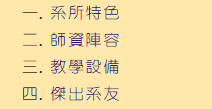 一. 系所特色
二. 師資陣容
三. 教學設備
四. 傑出系友